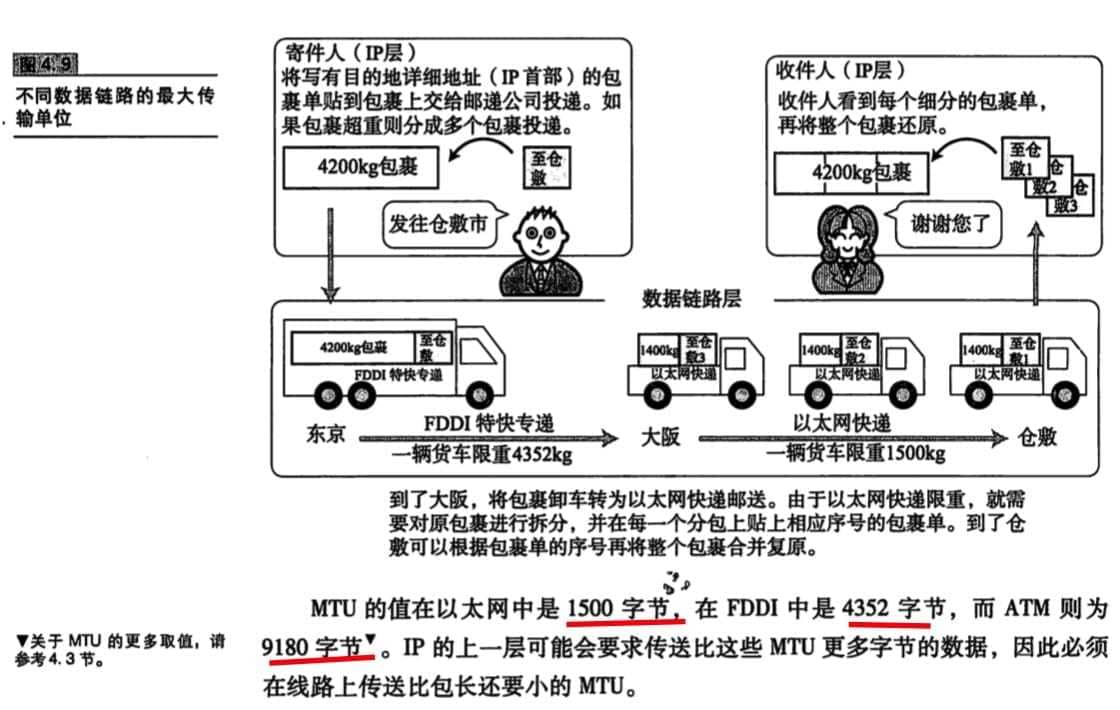 图4.9
不同数据链路的最大传
输单位
寄件人（IP层）
将写有目的地详细地址（IP首部）的包
裹单贴到包裹上交给邮递公司投递。如
果包裹超重则分成多个包裹投递。
4200kg包裹
至仓
敷
发往仓敷市
收件人（IP层）
收件人看到每个细分的包裹单，
再将整个包裹还原。
4200kg包裹
至仓
敷1
仓
敷2
仓
敷3
谢谢您了
数据链路层
4200kg包裹
至仓
敷
FDDI 特快专递
1400kg
至仓
敷3
以太网快递
1400kg
至仓
敷2
以太网快递
1400kg
至仓
敷1
以太网快递
东京
FDDI 特快专递
一辆货车限重4352kg
大阪
以太网快递
一辆货车限重1500kg
仓敷
到了大阪，将包裹卸车转为以太网快递邮送。由于以太网快递限重，就需
要对原包裹进行拆分，并在每一个分包上贴上相应序号的包裹单。到了仓
敷可以根据包裹单的序号再将整个包裹合并复原。
MTU 的值在以太网中是 1500 字节，在 FDDI 中是 4352 字节，而 ATM 则为
9180 字节▼。IP 的上一层可能会要求传送比这些 MTU 更多字节的数据，因此必须
在线路上传送比包长还要小的 MTU。
▼关于 MTU 的更多取值，请
参考4.3节。